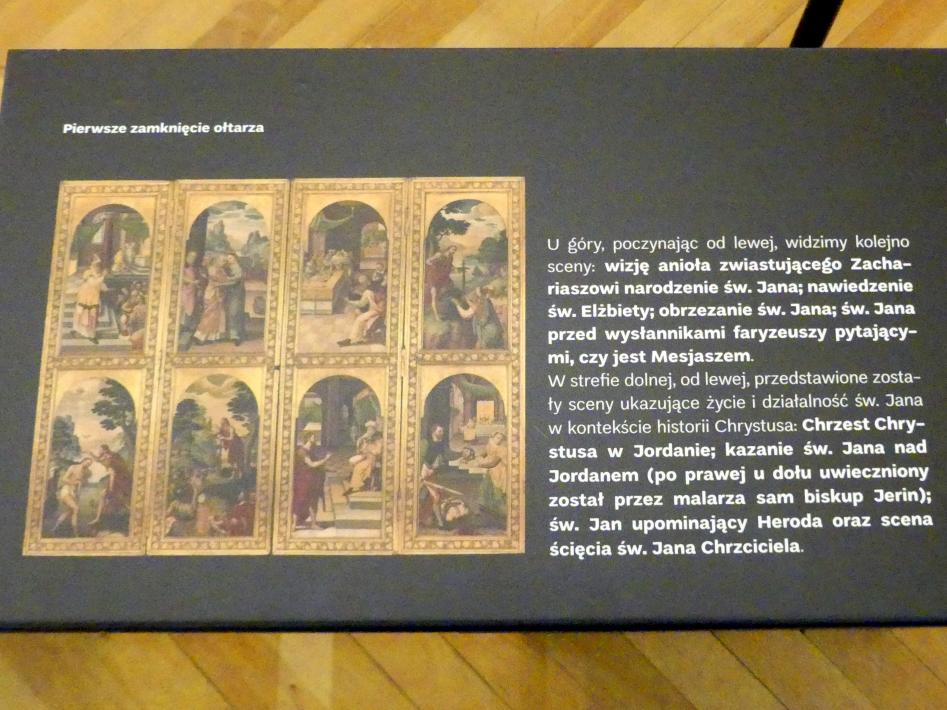 Pierwsze zamknięcie ołtarza
U góry, poczynając od lewej, widzimy kolejno
sceny: wizję anioła zwiastującego Zacha-
riaszowi narodzenie św. Jana; nawiedzenie
św. Elżbiety; obrzezanie św. Jana; św. Jana
przed wysłannikami faryzeuszy pytający-
mi, czy jest Mesjaszem.
W strefie dolnej, od lewej, przedstawione zosta-
ły sceny ukazujące życie i działalność św. Jana
w kontekście historii Chrystusa: Chrzest Chry-
stusa w Jordanie; kazanie św. Jana nad
Jordanem (po prawej u dołu uwieczniony
został przez malarza sam biskup Jerin);
św. Jan upominający Heroda oraz scena
ścięcia św. Jana Chrzciciela.